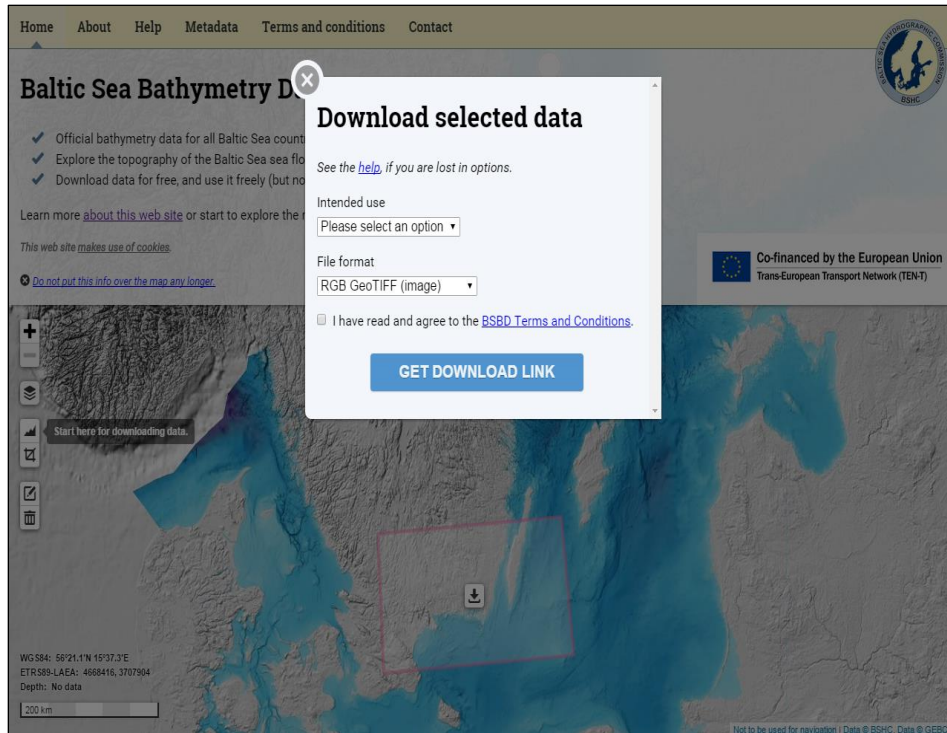 Home About Help Metadata Terms and conditions Contact
BALTIC SEA HYDROGRAPHIC COMMISSION
BSHC
Baltic Sea Bathymetry D
Official bathymetry data for all Baltic Sea
Explore the topography of the Baltic Sea sea
Download data for free, and use it freely (but
Learn more about this web site or start to explore the
This web site makes use of cookies.
Do not put this info over the map any longer.
Download selected data
See the help, if you are lost in options.
Intended use
Please select an option
File format
RGB GeoTIFF (image)
I have read and agree to the BSBD Terms and Conditions.
GET DOWNLOAD LINK
Co-financed by the European Union
Trans-European Transport Network (TEN-T)
Start here for downloading data.
WGS84: 56°21.1'N 15°37.3'E
ETRS89-LAEA: 4668416, 3707904
Depth: No data
200 km
Not to be used for navigation | Data © BSHC, Data © GEBC